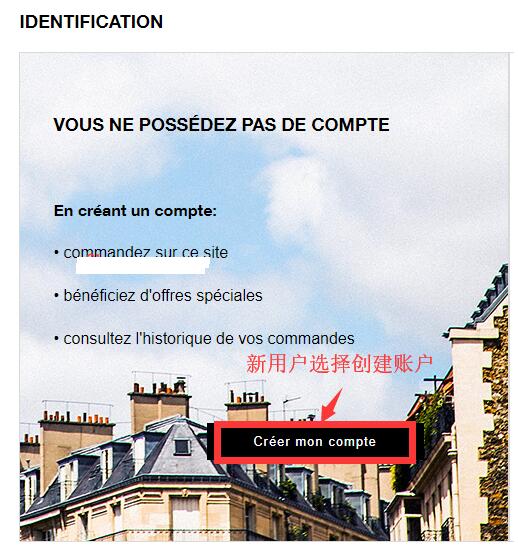 IDENTIFICATION
VOUS NE POSSÉDEZ PAS DE COMPTE
En créant un compte:
• commandez sur ce site
• bénéficiez d'offres spéciales
• consultez l'historique de vos commandes
新用户选择创建账户
Créer mon compte